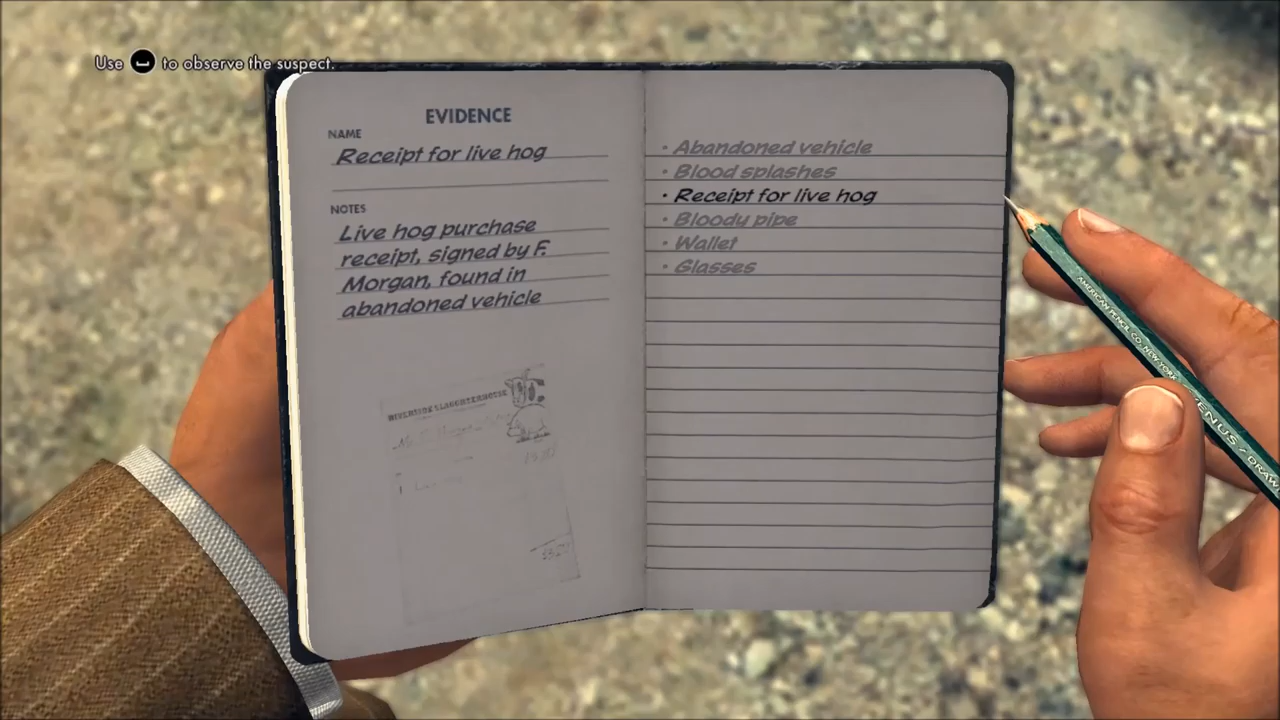 Use to observe the suspect.
EVIDENCE
NAME
Receipt for live hog
NOTES
Live hog purchase
receipt, signed by F.
Morgan, found in
abandoned vehicle
RIVERSIDE SLAUGHTERHOUSE
• Abandoned vehicle
• Blood splashes
• Receipt for live hog
• Bloody pipe
• Wallet
• Glasses
AMERICAN PENCIL CO. NEW YORK
VENUS / DRAW